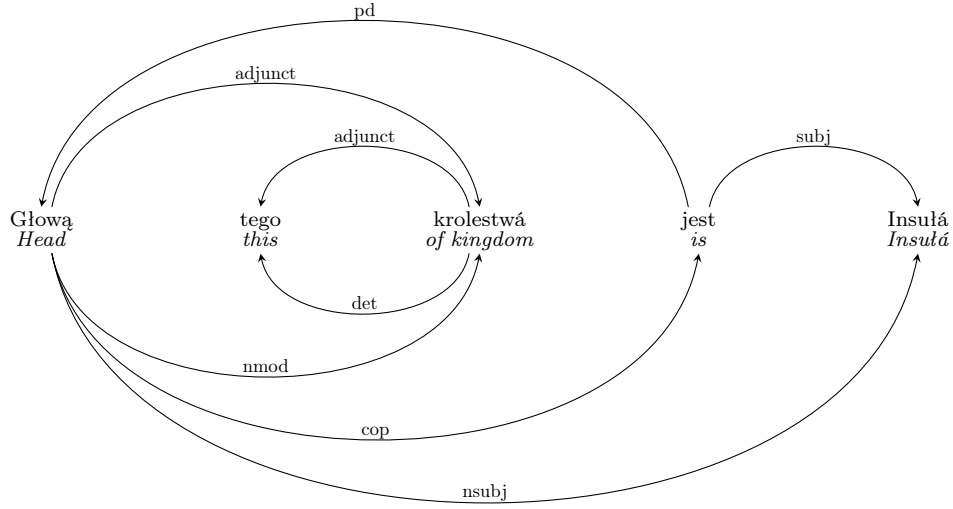 pd
adjunct
adjunct subj
Głową tego krolestwá jest Insułá
Head this of kingdom is Insułá
det
nmod
cop
nsubj